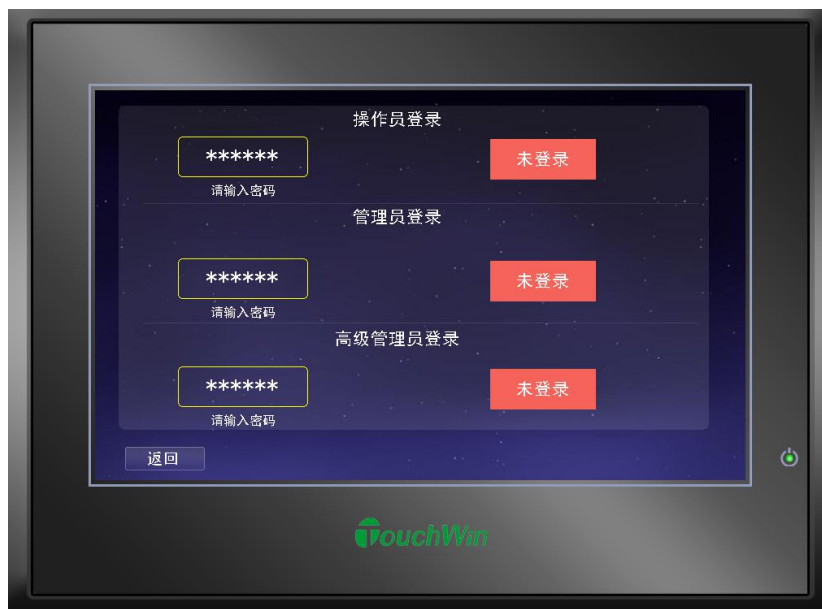 操作员登录
******
未登录
请输入密码
管理员登录
******
未登录
请输入密码
高级管理员登录
******
未登录
请输入密码
返回
TouchWin